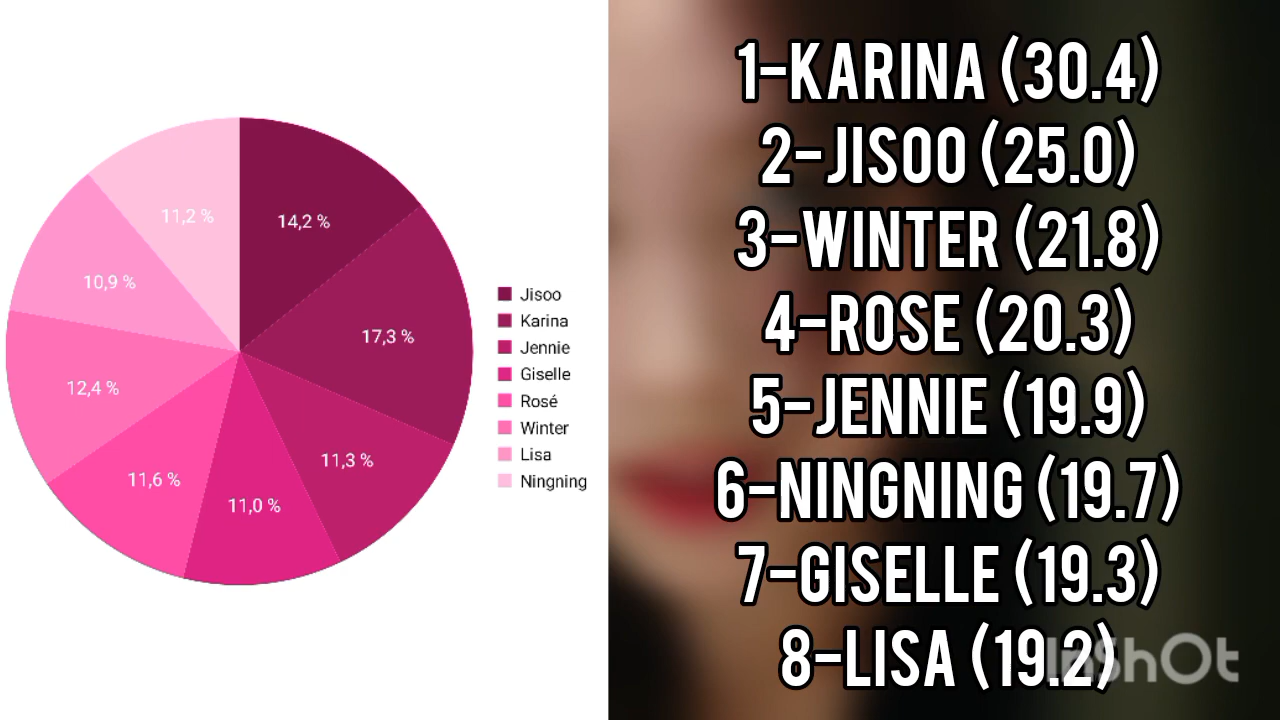 14,2 %
17,3 %
11,3 %
11,0 %
11,6 %
12,4 %
10,9 %
11,2 %
Jisoo
Karina
Jennie
Giselle
Rosé
Winter
Lisa
Ningning
1-KARINA (30.4)
2-JISOO (25.0)
3-WINTER (21.8)
4-ROSE (20.3)
5-JENNIE (19.9)
6-NINGNING (19.7)
7-GISELLE (19.3)
8-LISA (19.2)
InShOt